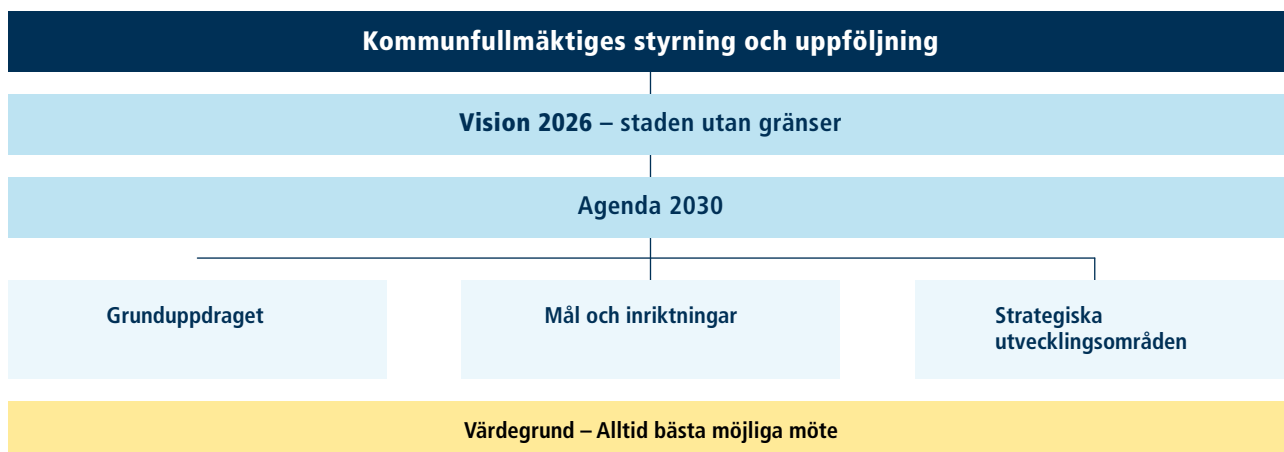 Kommunfullmäktiges styrning och uppföljning
Vision 2026 – staden utan gränser
Agenda 2030
Grunduppdraget
Mål och inriktningar
Strategiska
utvecklingsområden
Värdegrund – Alltid bästa möjliga möte